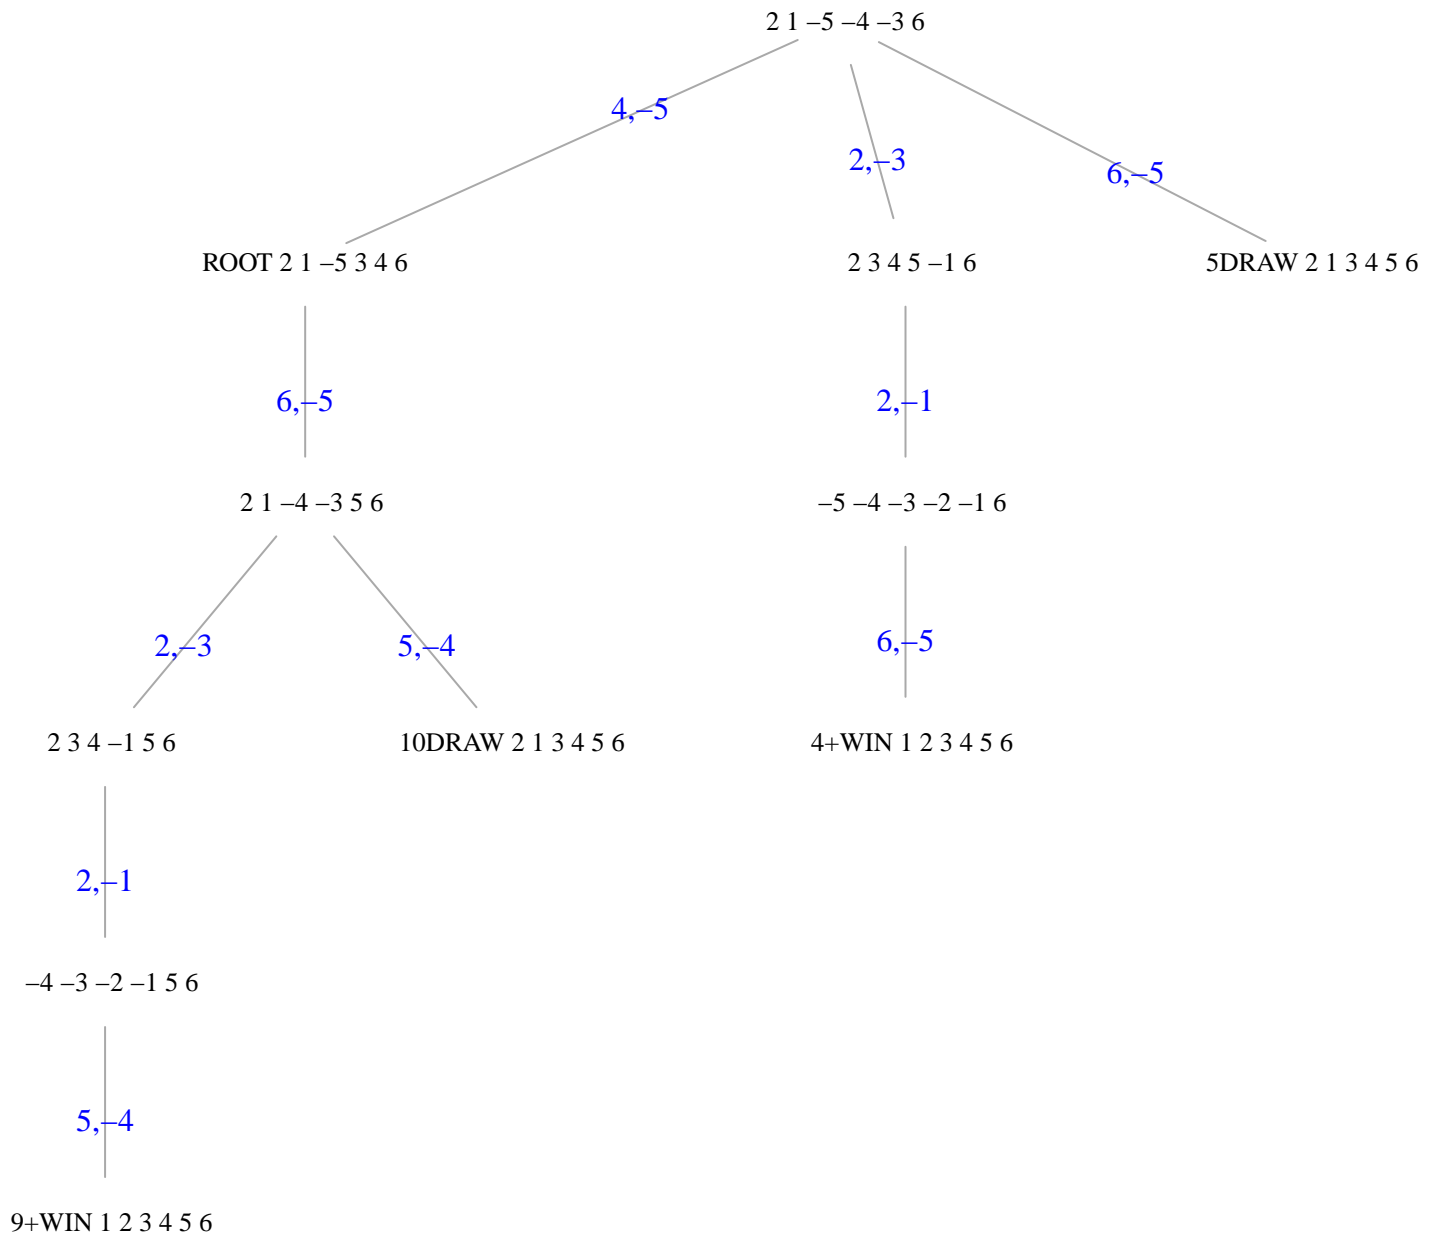 2 1 –5 –4 –3 6
4,–5
2,–3
6,–5
ROOT 2 1 –5 3 4 6
2 3 4 5 –1 6
5DRAW 2 1 3 4 5 6
6,–5
2,–1
2 1 –4 –3 5 6
–5 –4 –3 –2 –1 6
2,–3
5,–4
6,–5
2 3 4 –1 5 6
10DRAW 2 1 3 4 5 6
4+WIN 1 2 3 4 5 6
2,–1
–4 –3 –2 –1 5 6
5,–4
9+WIN 1 2 3 4 5 6